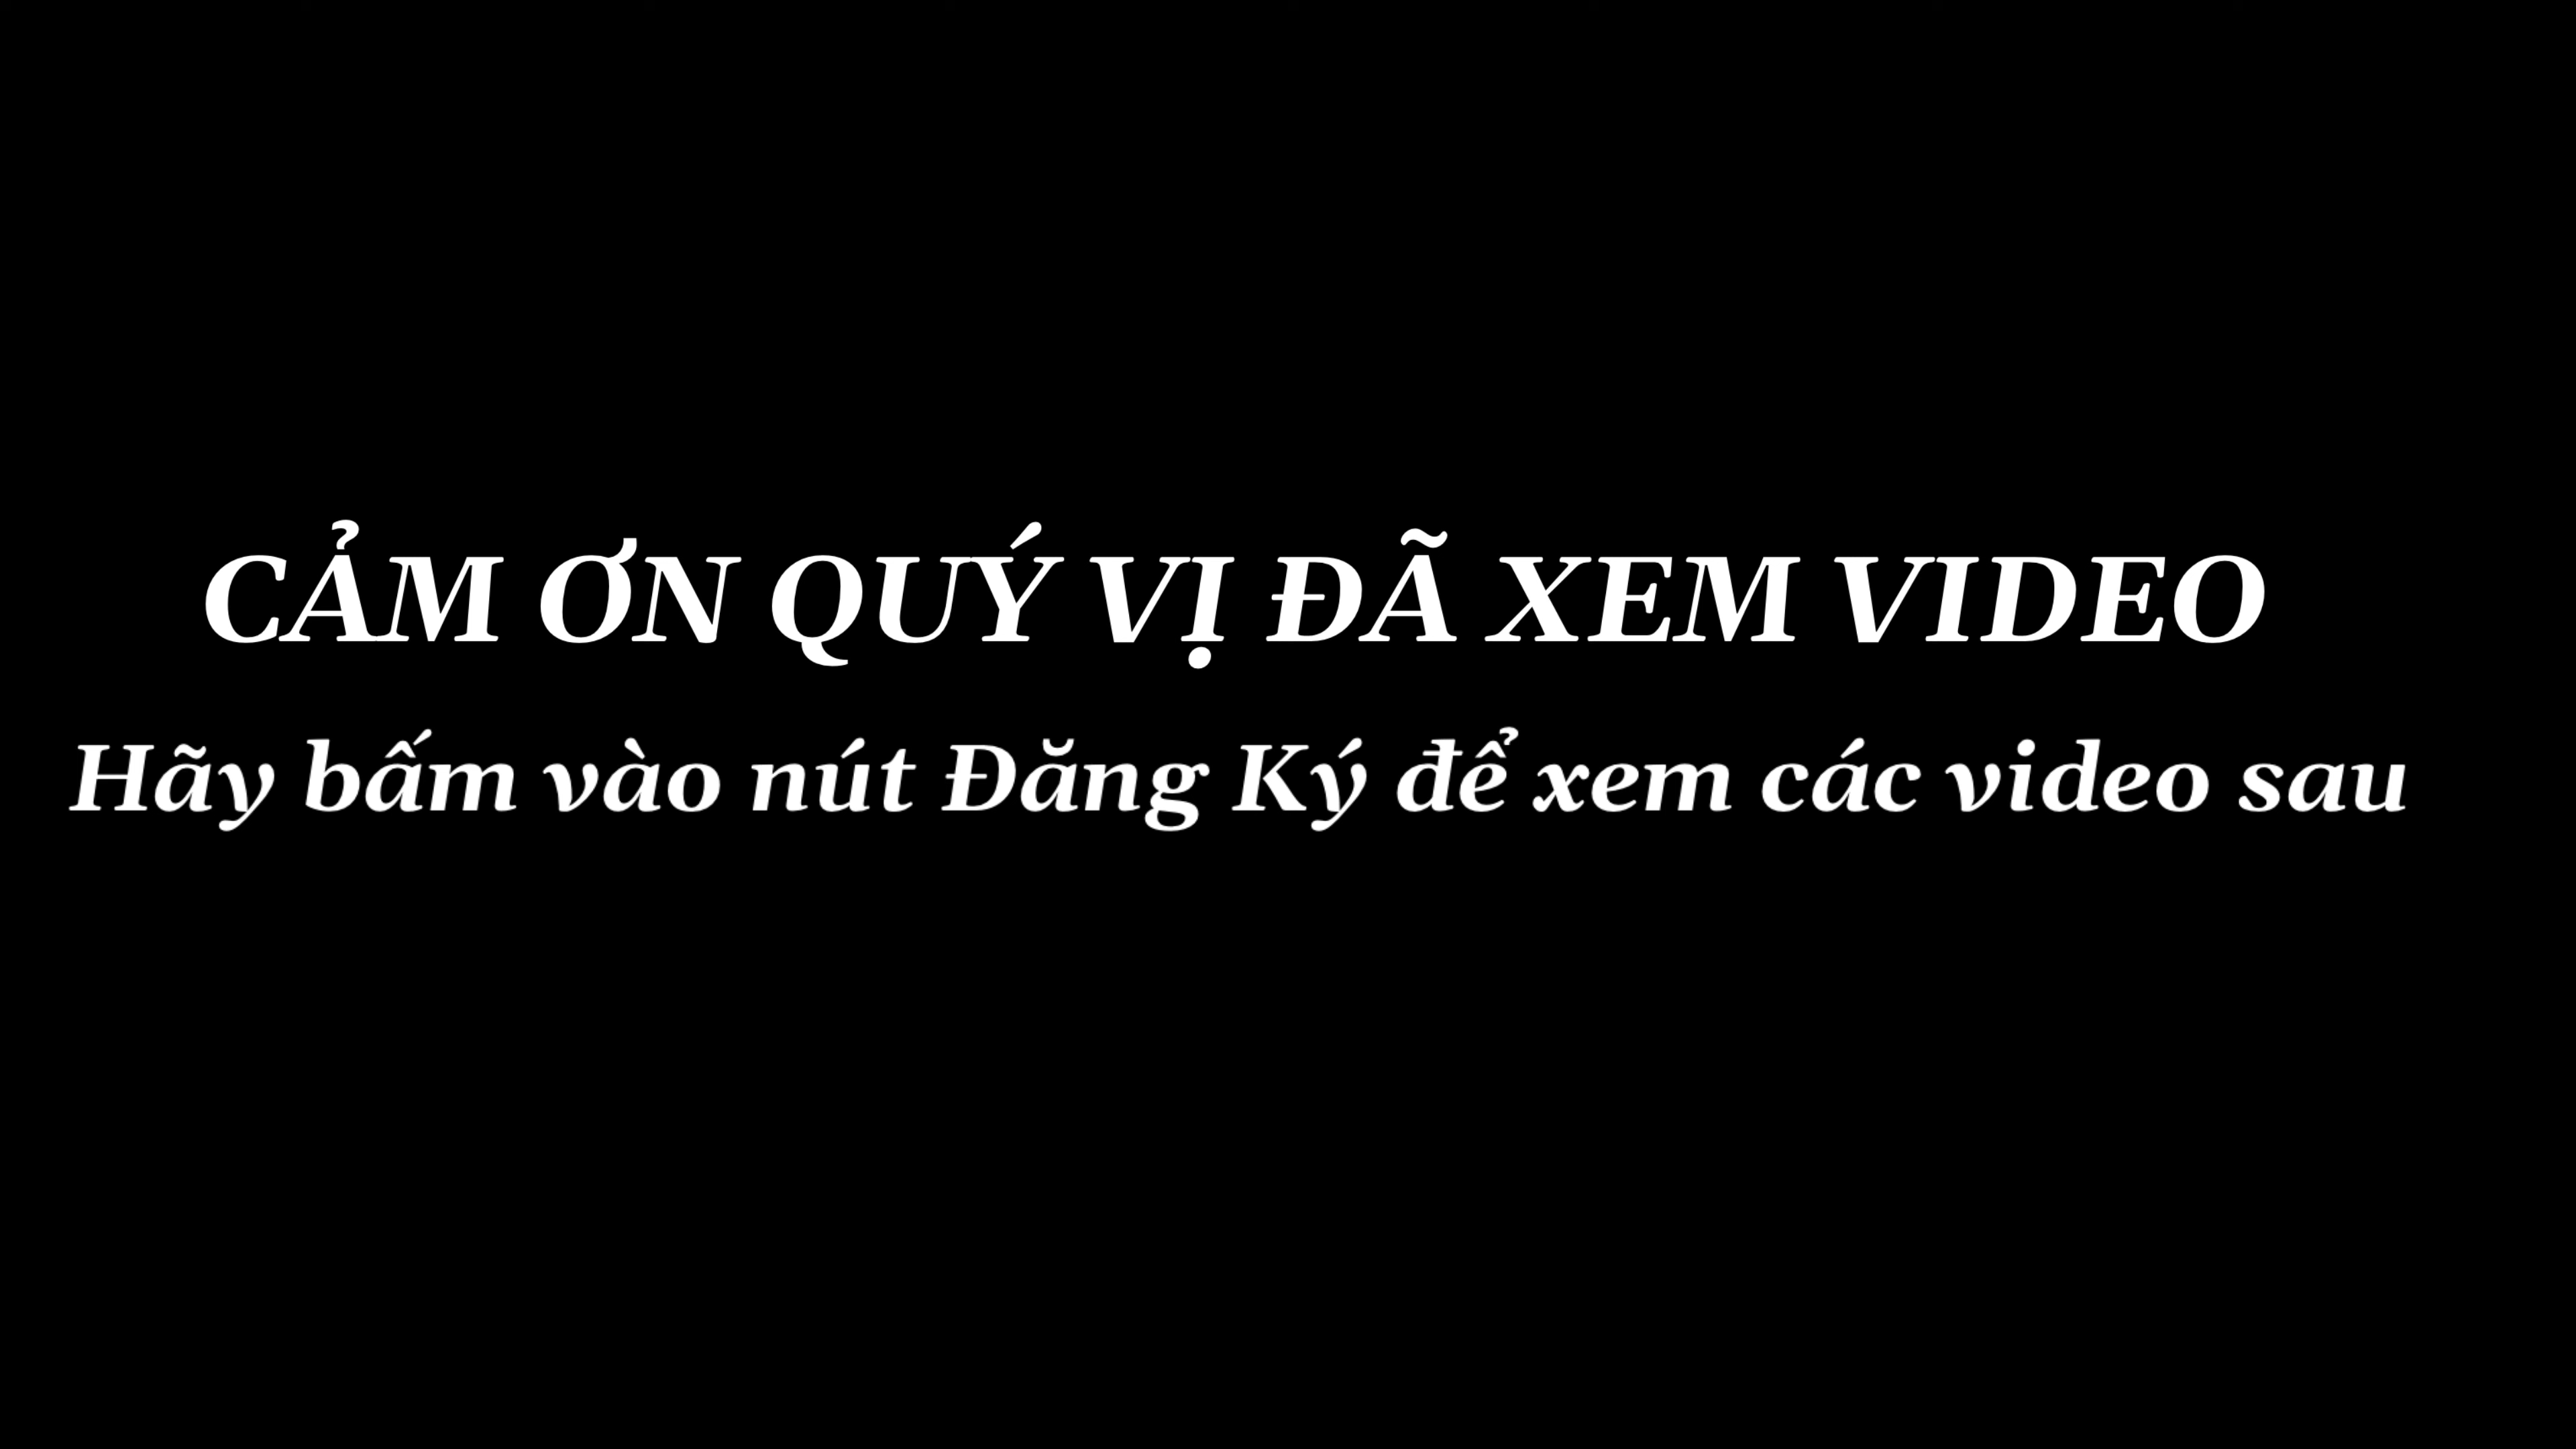 CẢM ƠN QUÝ VỊ ĐÃ XEM VIDEO
Hãy bấm vào nút Đăng Ký để xem các video sau